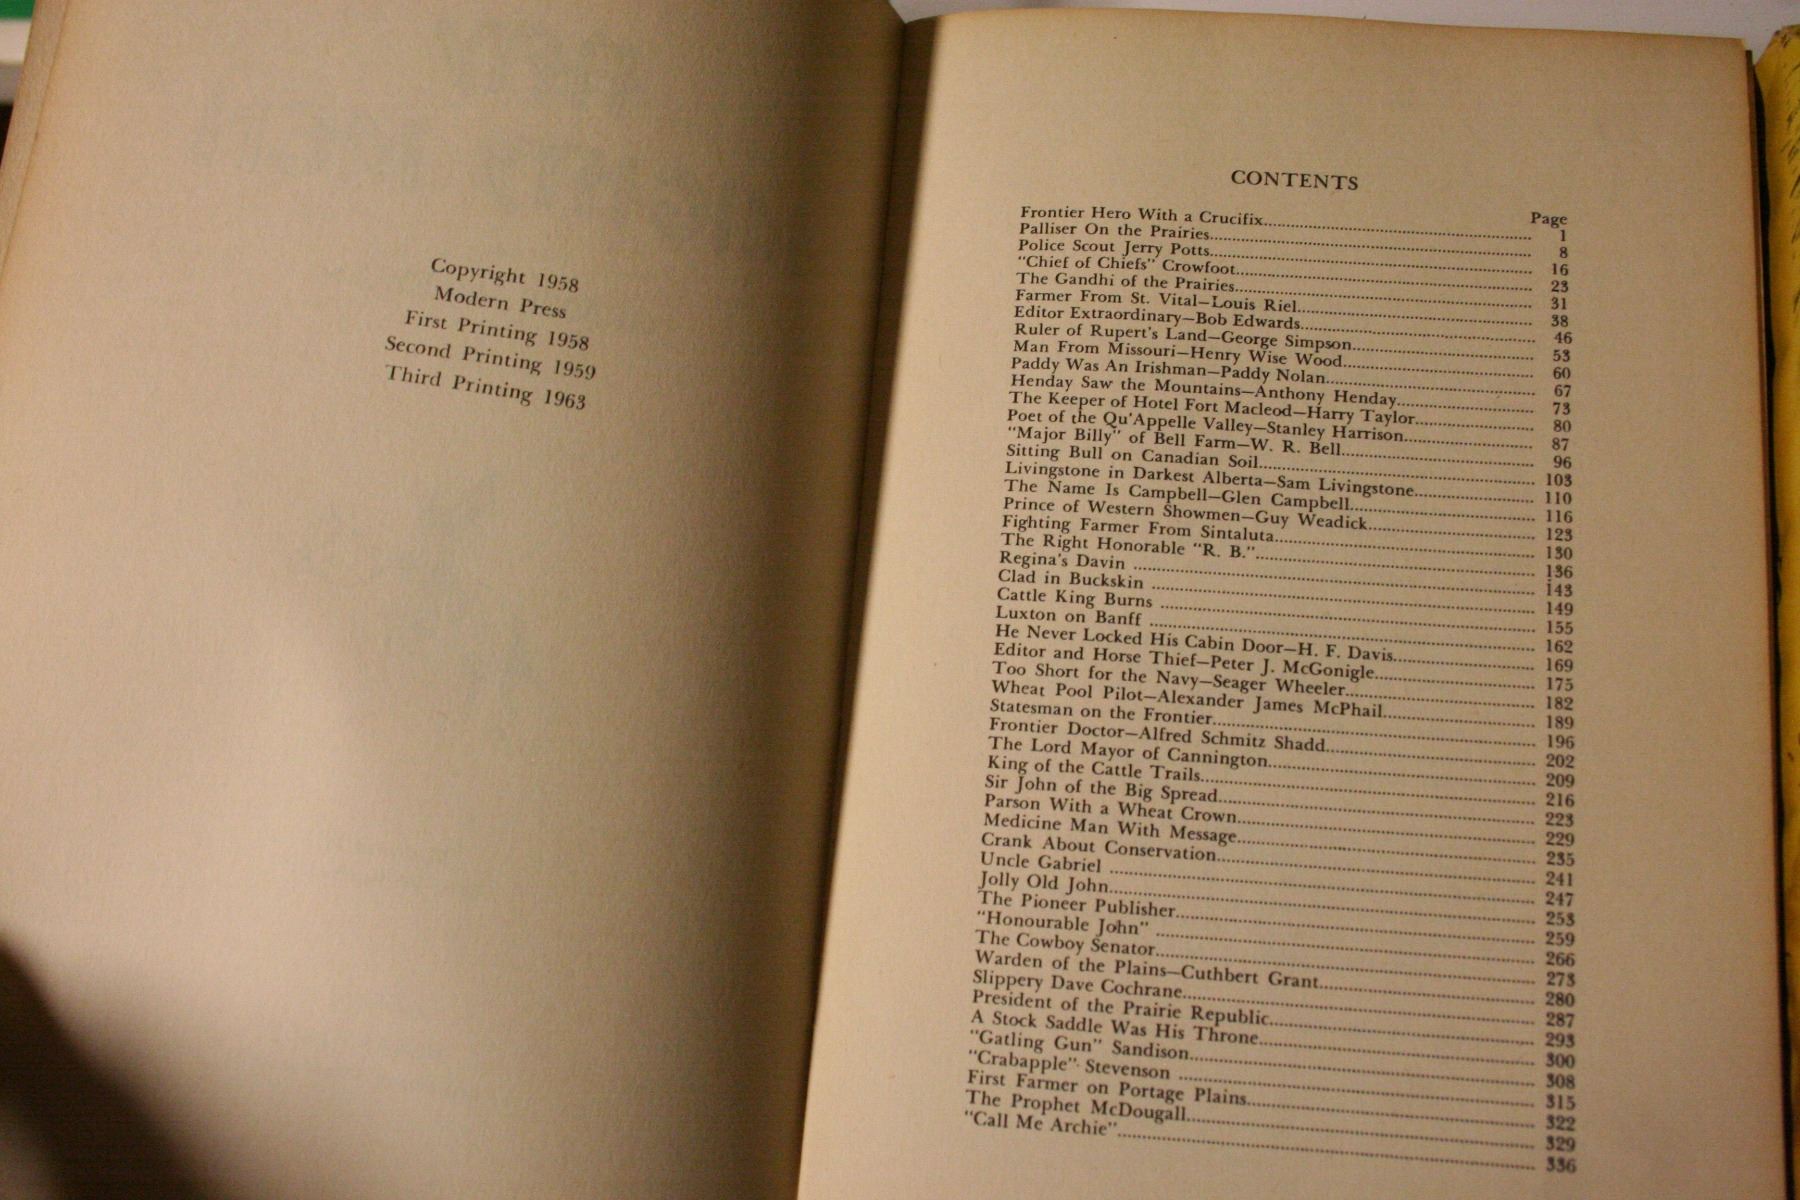 Copyright 1958
Modern Press
First Printing 1958
Second Printing 1959
Third Printing 1963
CONTENTS
Page
Frontier Hero With a Crucifix 1
Palliser On the Prairies 8
Police Scout Jerry Potts 16
"Chief of Chiefs" Crowfoot 23
The Gandhi of the Prairies 31
Farmer From St. Vital—Louis Riel 38
Editor Extraordinary—Bob Edwards 46
Ruler of Rupert's Land—George Simpson 53
Man From Missouri—Henry Wise Wood 60
Paddy Was An Irishman—Paddy Nolan 67
Henday Saw the Mountains—Anthony Henday 73
The Keeper of Hotel Fort Macleod—Harry Taylor 80
Poet of the Qu'Appelle Valley—Stanley Harrison 87
"Major Billy" of Bell Farm—W. R. Bell 96
Sitting Bull on Canadian Soil 103
Livingstone in Darkest Alberta—Sam Livingstone 110
The Name Is Campbell—Glen Campbell 116
Prince of Western Showmen—Guy Weadick 123
Fighting Farmer From Sintaluta 130
The Right Honorable "R. B." 136
Regina's Davin 143
Clad in Buckskin 149
Cattle King Burns 155
Luxton on Banff 162
He Never Locked His Cabin Door—H. F. Davis 169
Editor and Horse Thief—Peter J. McGonigle 175
Too Short for the Navy—Seager Wheeler 182
Wheat Pool Pilot—Alexander James McPhail 189
Statesman on the Frontier 196
Frontier Doctor—Alfred Schmitz Shadd 202
The Lord Mayor of Cannington 209
King of the Cattle Trails 216
Sir John of the Big Spread 223
Parson With a Wheat Crown 229
Medicine Man With Message 235
Crank About Conservation 241
Uncle Gabriel 247
Jolly Old John 253
The Pioneer Publisher 259
"Honourable John" 266
The Cowboy Senator 273
Warden of the Plains—Cuthbert Grant 280
Slippery Dave Cochrane 287
President of the Prairie Republic 293
A Stock Saddle Was His Throne 300
"Gatling Gun" Sandison 308
"Crabapple" Stevenson 315
First Farmer on Portage Plains 322
The Prophet McDougall 329
"Call Me Archie" 336